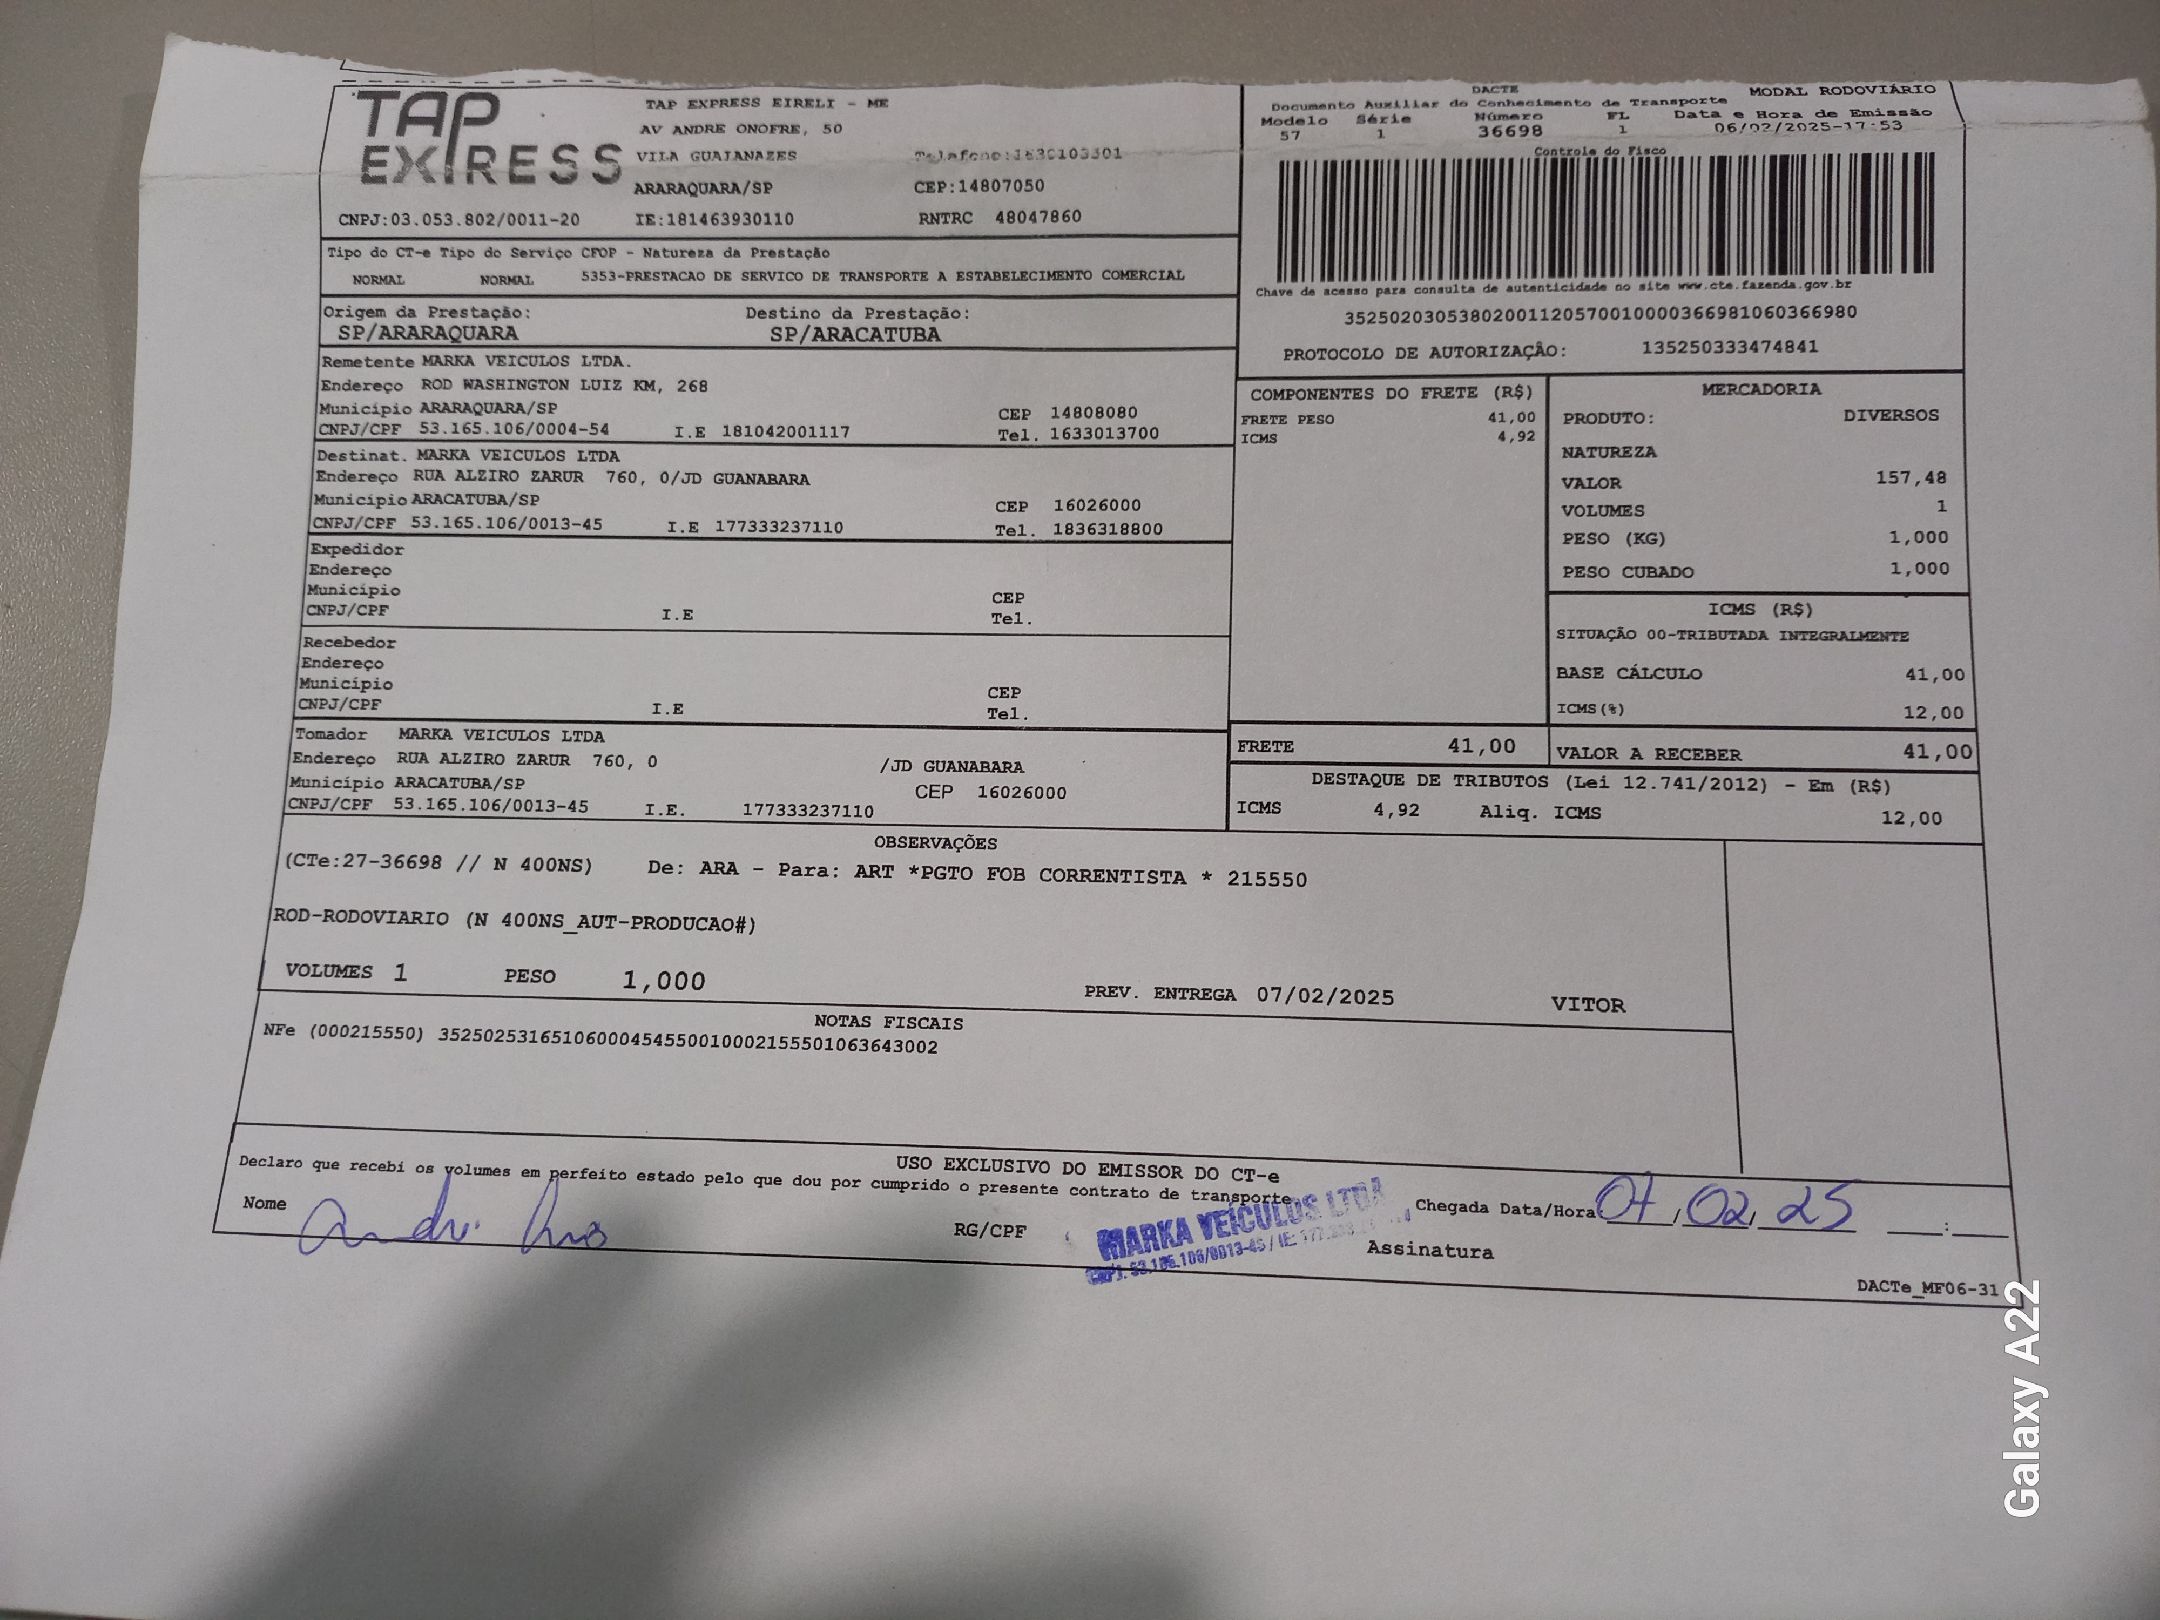 TAP EXPRESS
TAP EXPRESS EIRELI - ME
AV ANDRE ONOFRE, 50
VILA GUAIANAZES Telefone:1630103301
ARARAQUARA/SP CEP:14807050
CNPJ:03.053.802/0011-20 IE:181463930110 RNTRC 48047860
DACTE MODAL RODOVIÁRIO
Documento Auxiliar do Conhecimento de Transporte
Modelo Série Número FL Data e Hora de Emissão
57 1 36698 1 06/02/2025-17:53
Controle do Fisco
Chave de acesso para consulta de autenticidade no site www.cte.fazenda.gov.br
35250203053802001120570010000366981060366980
PROTOCOLO DE AUTORIZAÇÃO: 135250333474841
Tipo do CT-e Tipo do Serviço CFOP - Natureza da Prestação
NORMAL NORMAL 5353-PRESTACAO DE SERVICO DE TRANSPORTE A ESTABELECIMENTO COMERCIAL
Origem da Prestação: Destino da Prestação:
SP/ARARAQUARA SP/ARACATUBA
Remetente MARKA VEICULOS LTDA.
Endereço ROD WASHINGTON LUIZ KM, 268
Município ARARAQUARA/SP CEP 14808080
CNPJ/CPF 53.165.106/0004-54 I.E 181042001117 Tel. 1633013700
Destinat. MARKA VEICULOS LTDA
Endereço RUA ALZIRO ZARUR 760, 0/JD GUANABARA
Município ARACATUBA/SP CEP 16026000
CNPJ/CPF 53.165.106/0013-45 I.E 177333237110 Tel. 1836318800
Expedidor
Endereço
Município CEP
CNPJ/CPF I.E Tel.
Recebedor
Endereço
Município CEP
CNPJ/CPF I.E Tel.
Tomador MARKA VEICULOS LTDA
Endereço RUA ALZIRO ZARUR 760, 0 /JD GUANABARA
Município ARACATUBA/SP CEP 16026000
CNPJ/CPF 53.165.106/0013-45 I.E. 177333237110
COMPONENTES DO FRETE (R$)
FRETE PESO 41,00
ICMS 4,92
MERCADORIA
PRODUTO: DIVERSOS
NATUREZA
VALOR 157,48
VOLUMES 1
PESO (KG) 1,000
PESO CUBADO 1,000
ICMS (R$)
SITUAÇÃO 00-TRIBUTADA INTEGRALMENTE
BASE CÁLCULO 41,00
ICMS(%) 12,00
FRETE 41,00 VALOR A RECEBER 41,00
DESTAQUE DE TRIBUTOS (Lei 12.741/2012) - Em (R$)
ICMS 4,92 Aliq. ICMS 12,00
OBSERVAÇÕES
(CTe:27-36698 // N 400NS) De: ARA - Para: ART *PGTO FOB CORRENTISTA * 215550
ROD-RODOVIARIO (N 400NS_AUT-PRODUCAO#)
VOLUMES 1 PESO 1,000 PREV. ENTREGA 07/02/2025 VITOR
NOTAS FISCAIS
NFe (000215550) 35250253165106000454550010002155501063643002
USO EXCLUSIVO DO EMISSOR DO CT-e
Declaro que recebi os volumes em perfeito estado pelo que dou por cumprido o presente contrato de transporte
Nome RG/CPF Chegada Data/Hora 07/02/25 :
MARKA VEÍCULOS LTDA
CNPJ. 53.165.106/0013-45 / IE:
Assinatura
DACTe_MF06-31
Galaxy A22